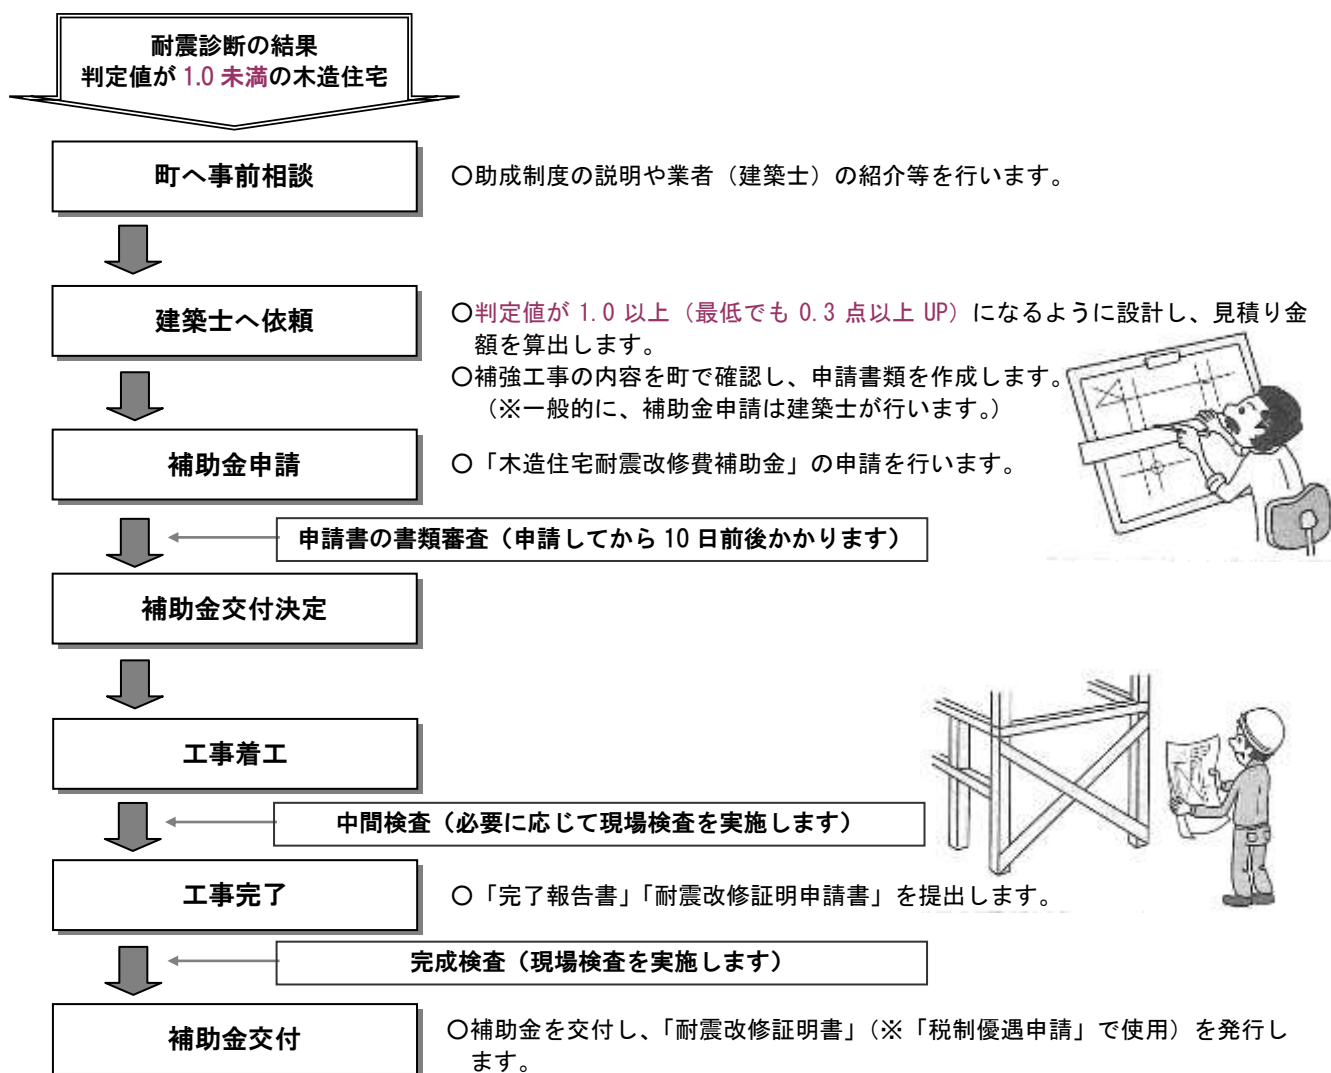 耐震診断の結果
判定値が 1.0 未満の木造住宅
町へ事前相談
〇助成制度の説明や業者（建築士）の紹介等を行います。
建築士へ依頼
〇判定値が 1.0 以上（最低でも 0.3 点以上 UP）になるように設計し、見積り金
額を算出します。
〇補強工事の内容を町で確認し、申請書類を作成します。
（※一般的に、補助金申請は建築士が行います。）
補助金申請
〇「木造住宅耐震改修費補助金」の申請を行います。
申請書の書類審査（申請してから 10 日前後かかります）
補助金交付決定
工事着工
中間検査（必要に応じて現場検査を実施します）
工事完了
〇「完了報告書」「耐震改修証明申請書」を提出します。
完成検査（現場検査を実施します）
補助金交付
〇補助金を交付し、「耐震改修証明書」（※「税制優遇申請」で使用）を発行し
ます。